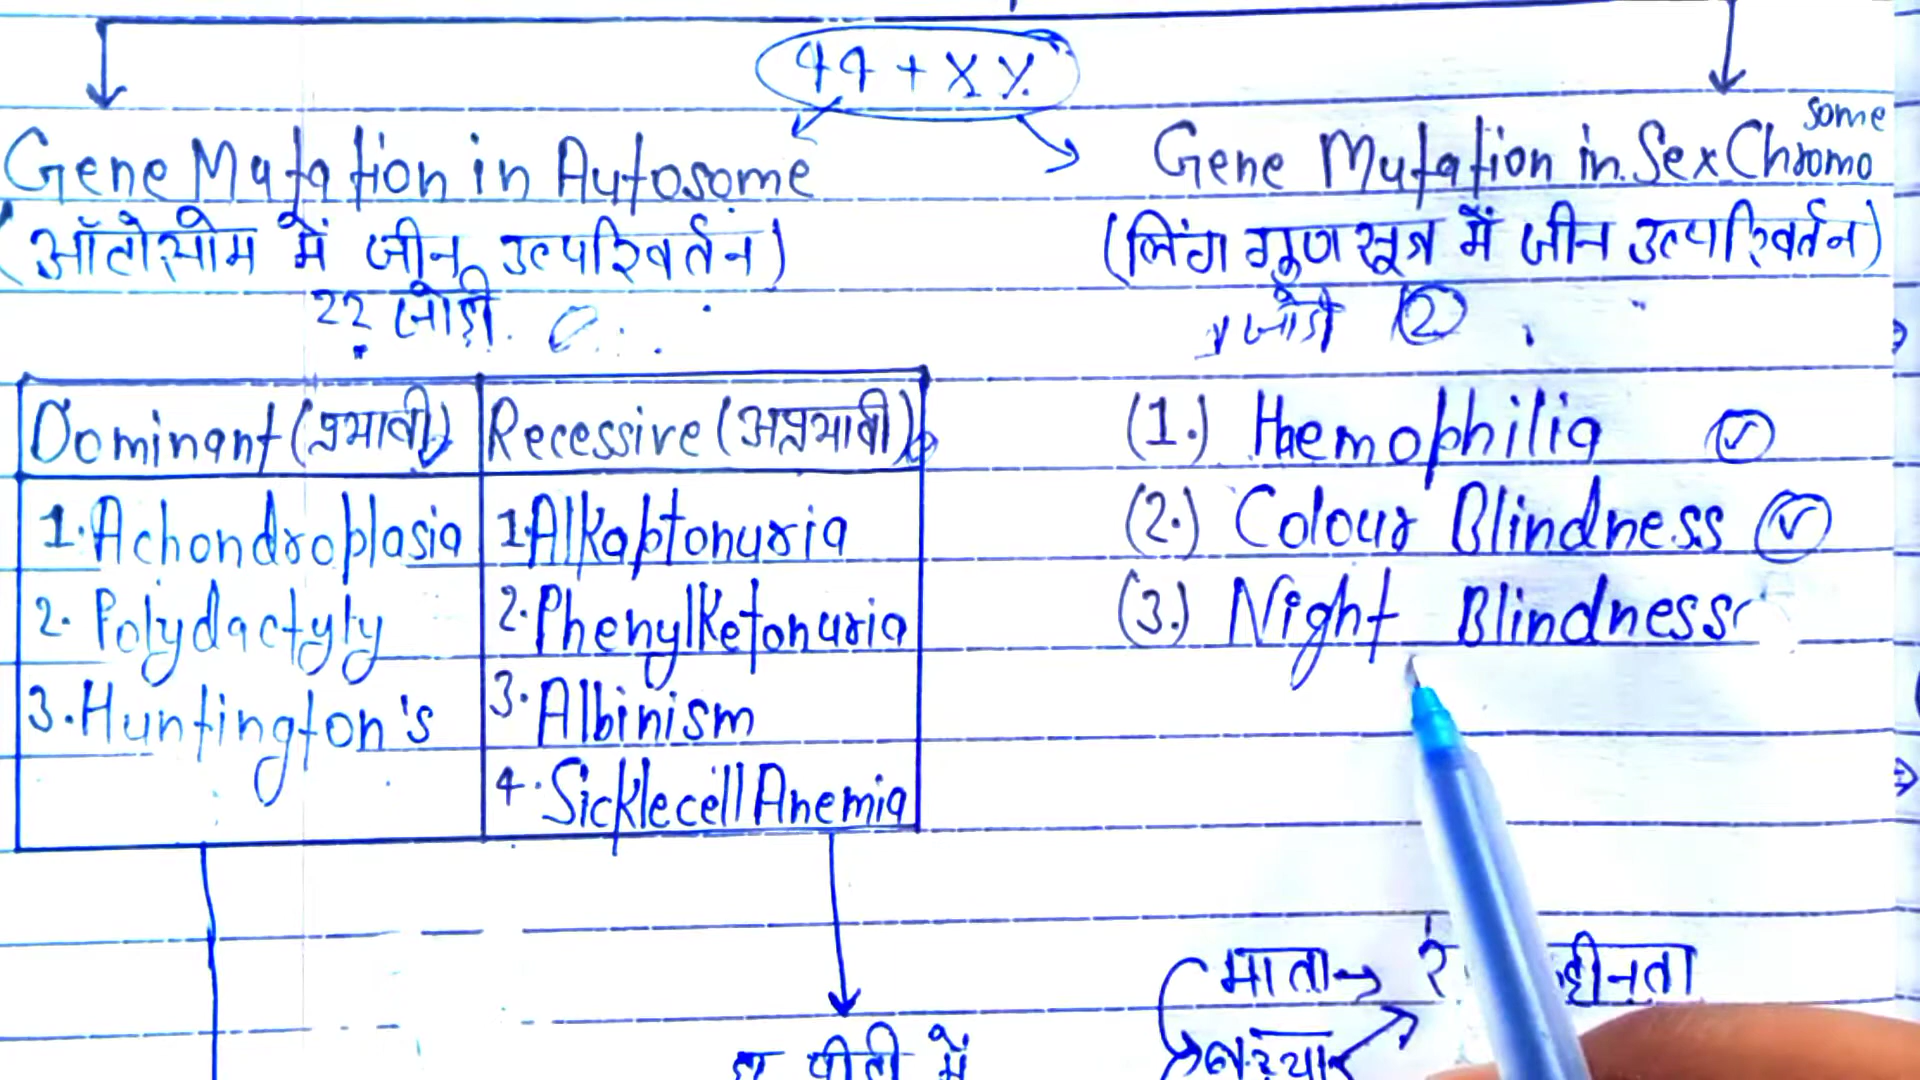 44 + XY
Gene Mutation in Autosome
(ऑटोसोम में जीन उत्परिवर्तन)
22 जोड़ी
Gene Mutation in Sex Chromo
some
(लिंग गुणसूत्र में जीन उत्परिवर्तन)
1 जोड़ी 2
Dominant (प्रभावी)
1. Achondroplasia
2. Polydactyly
3. Huntington's
Recessive (अप्रभावी)
1. Alkaptonuria
2. Phenylketonuria
3. Albinism
4. Sicklecell Anemia
(1.) Haemophilia
(2.) Colour Blindness
(3.) Night Blindness
माता→
पीढ़ी में